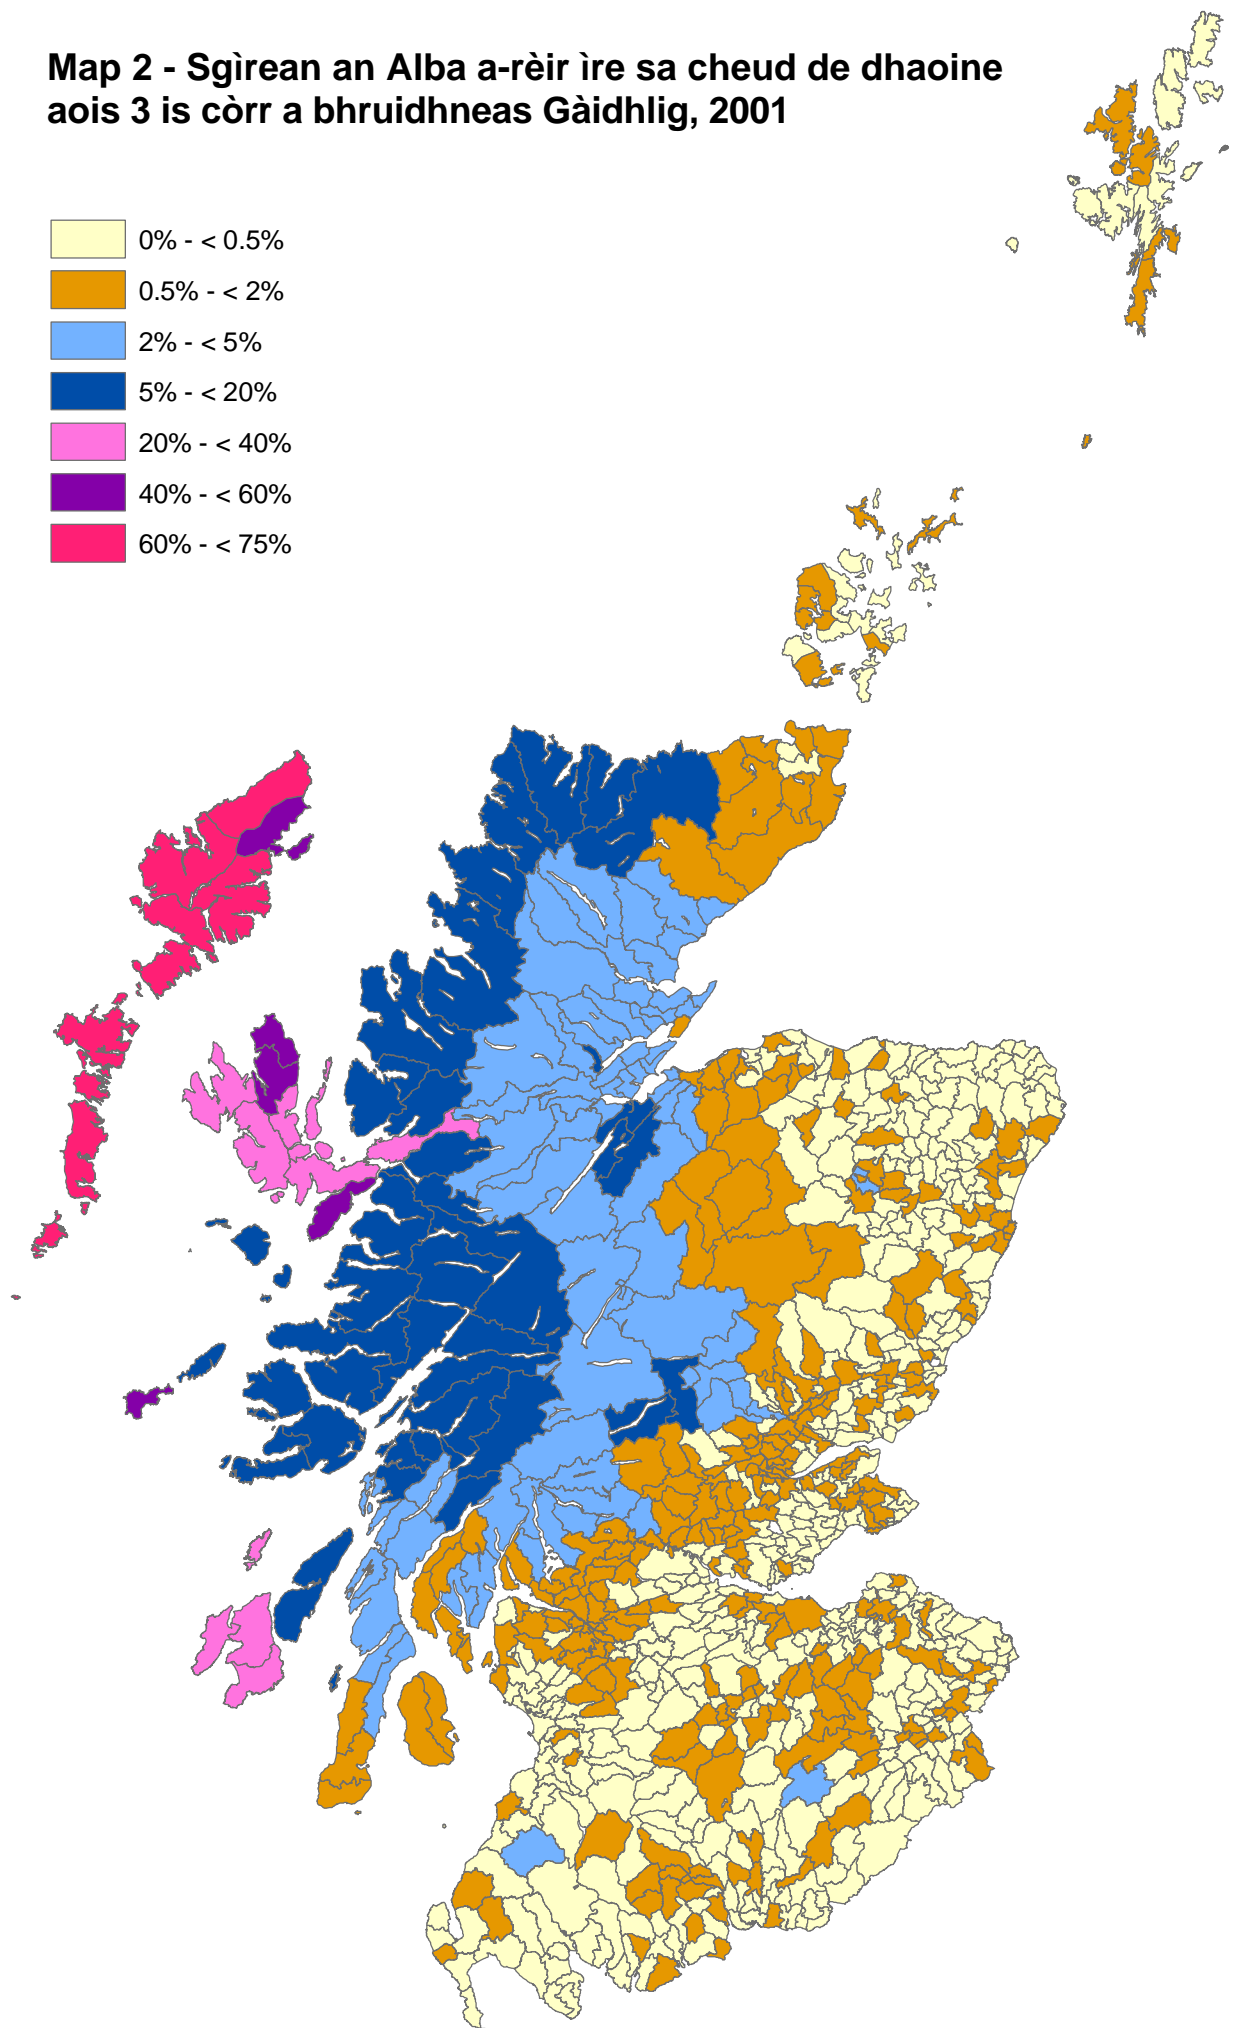 Map 2 - Sgìrean an Alba a-rèir ìre sa cheud de dhaoine
aois 3 is còrr a bhruidhneas Gàidhlig, 2001
0% - < 0.5%
0.5% - < 2%
2% - < 5%
5% - < 20%
20% - < 40%
40% - < 60%
60% - < 75%